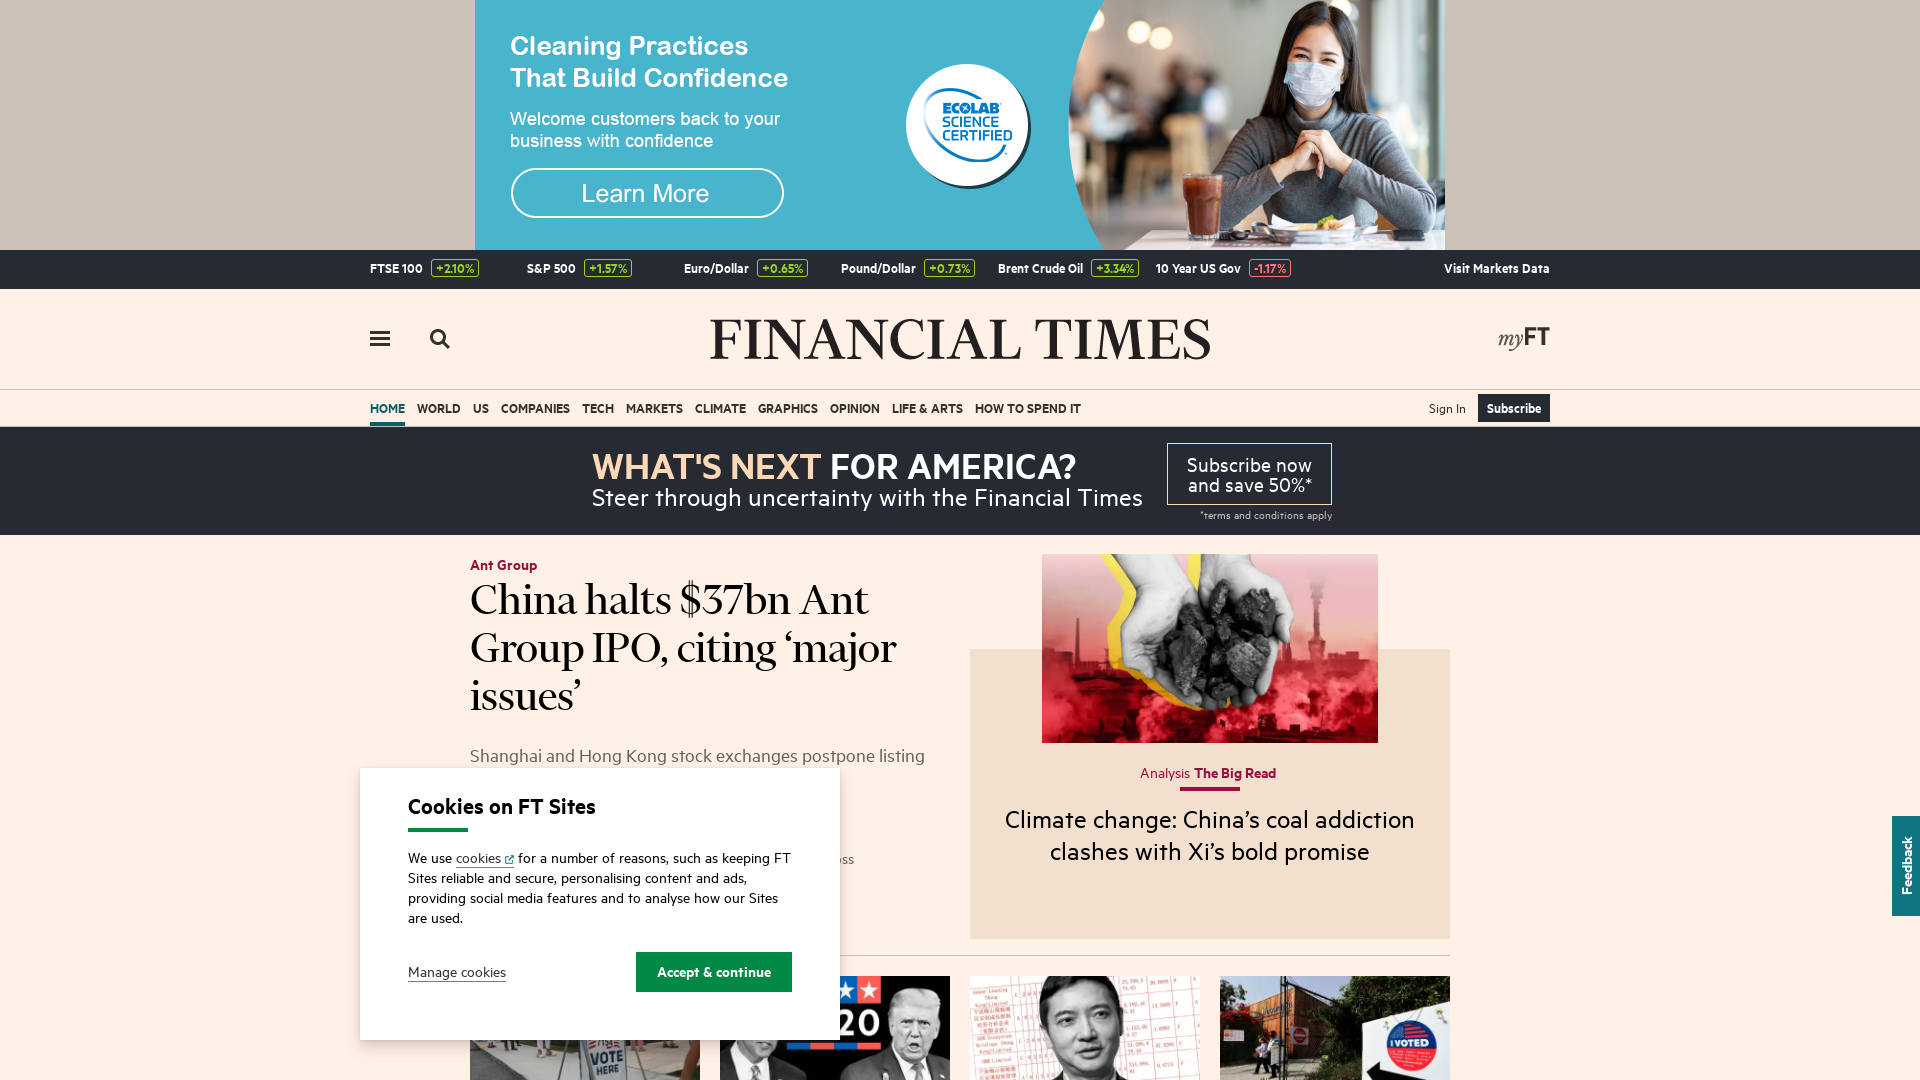 Cleaning Practices
That Build Confidence
Welcome customers back to your
business with confidence
Learn More
ECOLAB
SCIENCE
CERTIFIED
FTSE 100 +2.10% S&P 500 +1.57% Euro/Dollar +0.65% Pound/Dollar +0.73% Brent Crude Oil +3.34% 10 Year US Gov -1.17% Visit Markets Data
FINANCIAL TIMES
myFT
HOME WORLD US COMPANIES TECH MARKETS CLIMATE GRAPHICS OPINION LIFE & ARTS HOW TO SPEND IT Sign In Subscribe
WHAT'S NEXT FOR AMERICA?
Steer through uncertainty with the Financial Times
Subscribe now
and save 50%*
*terms and conditions apply
Ant Group
China halts $37bn Ant
Group IPO, citing ‘major
issues’
Shanghai and Hong Kong stock exchanges postpone listing
Analysis The Big Read
Climate change: China’s coal addiction
clashes with Xi’s bold promise
Cookies on FT Sites
We use cookies for a number of reasons, such as keeping FT
Sites reliable and secure, personalising content and ads,
providing social media features and to analyse how our Sites
are used.
Manage cookies
Accept & continue
Feedback
VOTE
HERE
20
I VOTED